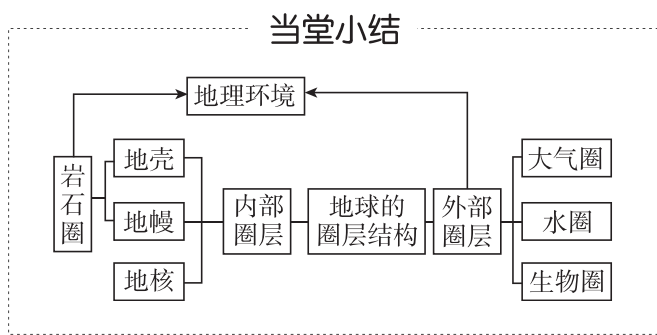 当堂小结
地理环境
岩
石
圈
地壳
地幔
地核
内部
圈层
地球的
圈层结构
外部
圈层
大气圈
水圈
生物圈